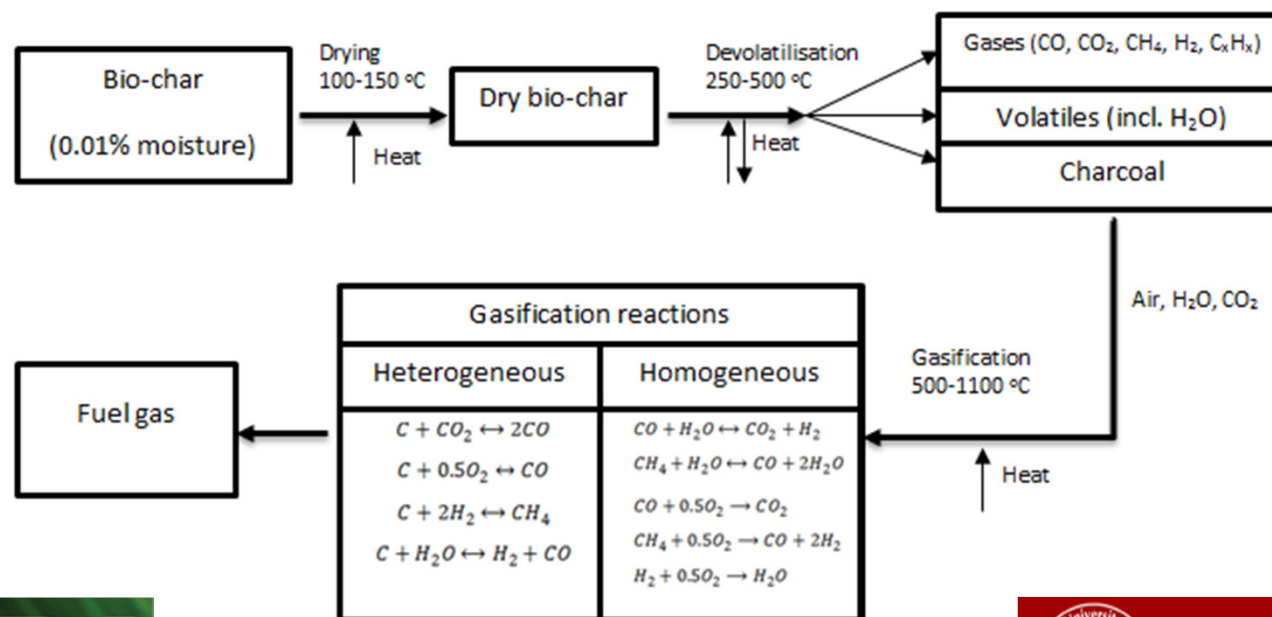 Bio-char
(0.01% moisture)
Drying
100-150 ºC
Heat
Dry bio-char
Devolatilisation
250-500 ºC
Heat
Gases (CO, CO₂, CH₄, H₂, CₓHₓ)
Volatiles (incl. H₂O)
Charcoal
Air, H₂O, CO₂
Gasification
500-1100 ºC
Heat
Gasification reactions
Heterogeneous
C + CO₂ ↔ 2CO
C + 0.5O₂ ↔ CO
C + 2H₂ ↔ CH₄
C + H₂O ↔ H₂ + CO
Homogeneous
CO + H₂O ↔ CO₂ + H₂
CH₄ + H₂O ↔ CO + 2H₂O
CO + 0.5O₂ → CO₂
CH₄ + 0.5O₂ → CO + 2H₂
H₂ + 0.5O₂ → H₂O
Fuel gas